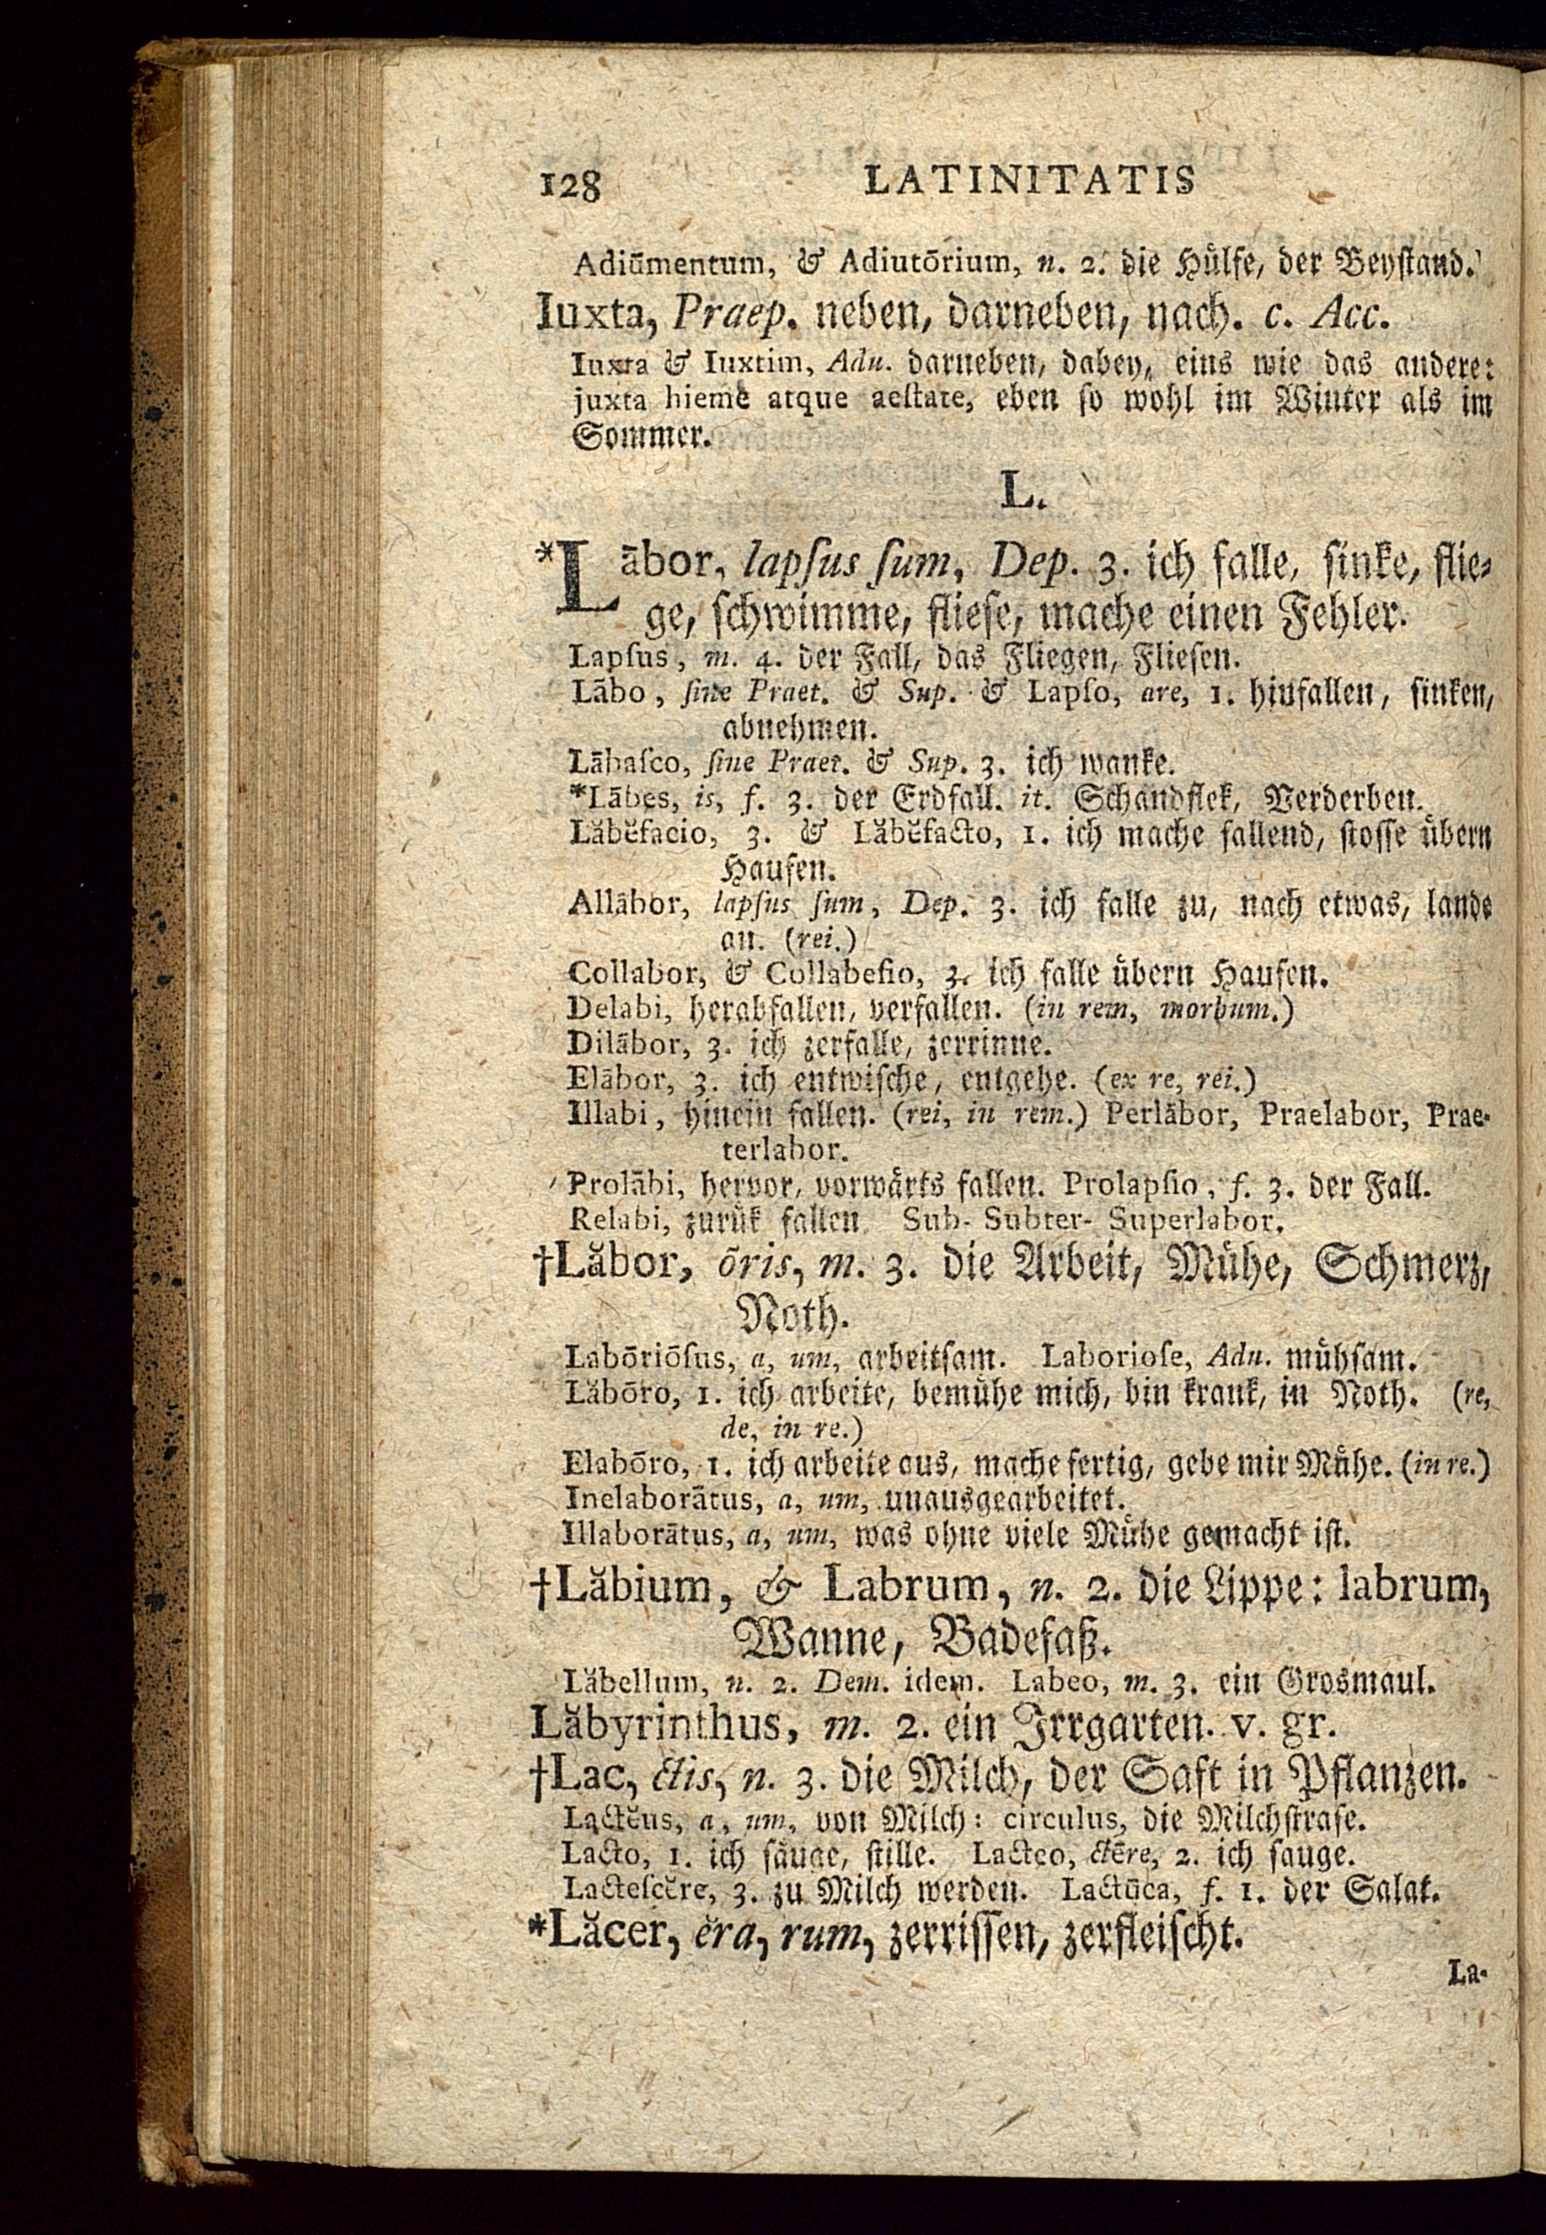 128 LATINITATIS
Adiūmentum, & Adiutōrium, n. 2. die Hülfe, der Beystand.
Iuxta, Praep. neben, darneben, nach. c. Acc.
Iuxta & Iuxtim, Adu. darneben, dabey, eins wie das andere:
juxta hieme atque aestate, eben so wohl im Winter als im
Sommer.
L.
*Lābor, lapſus ſum, Dep. 3. ich falle, sinke, flie-
ge, schwimme, fliese, mache einen Fehler.
Lapſus, m. 4. der Fall, das Fliegen, Fliesen.
Lābo, ſine Praet. & Sup. & Lapſo, are, 1. hinfallen, sinken,
abnehmen.
Lābaſco, ſine Praet. & Sup. 3. ich wanke.
*Lābes, is, f. 3. der Erdfall. it. Schandflek, Verderben.
Lăbĕfacio, 3. & Lăbĕfacto, 1. ich mache fallend, stosse übern
Haufen.
Allābor, lapſus ſum, Dep. 3. ich falle zu, nach etwas, lande
an. (rei.)
Collabor, & Collabeſio, 3. ich falle übern Haufen.
Delabi, herabfallen, verfallen. (in rem, morbum.)
Dilābor, 3. ich zerfalle, zerrinne.
Elābor, 3. ich entwische, entgehe. (ex re, rei.)
Illabi, hinein fallen. (rei, in rem.) Perlābor, Praelabor, Prae-
terlabor.
Prolābi, hervor, vorwärts fallen. Prolapſio, f. 3. der Fall.
Relabi, zurük fallen. Sub- Subter- Superlabor.
†Lăbor, ōris, m. 3. die Arbeit, Mühe, Schmerz,
Noth.
Labōriōſus, a, um, arbeitsam. Laborioſe, Adu. mühsam.
Lăbōro, 1. ich arbeite, bemühe mich, bin krank, in Noth. (re,
de, in re.)
Elabōro, 1. ich arbeite aus, mache fertig, gebe mir Mühe. (in re.)
Inelaborātus, a, um, unausgearbeitet.
Illaborātus, a, um, was ohne viele Mühe gemacht ist.
†Lăbium, & Labrum, n. 2. die Lippe: labrum,
Wanne, Badefaß.
Lăbellum, n. 2. Dem. idem. Labeo, m. 3. ein Grosmaul.
Lăbyrinthus, m. 2. ein Irrgarten. v. gr.
†Lac, ctis, n. 3. die Milch, der Saft in Pflanzen.
Lactĕus, a, um, von Milch: circulus, die Milchstrase.
Lacto, 1. ich säuge, stille. Lacteo, ctēre, 2. ich sauge.
Lacteſcĕre, 3. zu Milch werden. Lactūca, f. 1. der Salat.
*Lăcer, ĕra, rum, zerrissen, zerfleischt.
La-